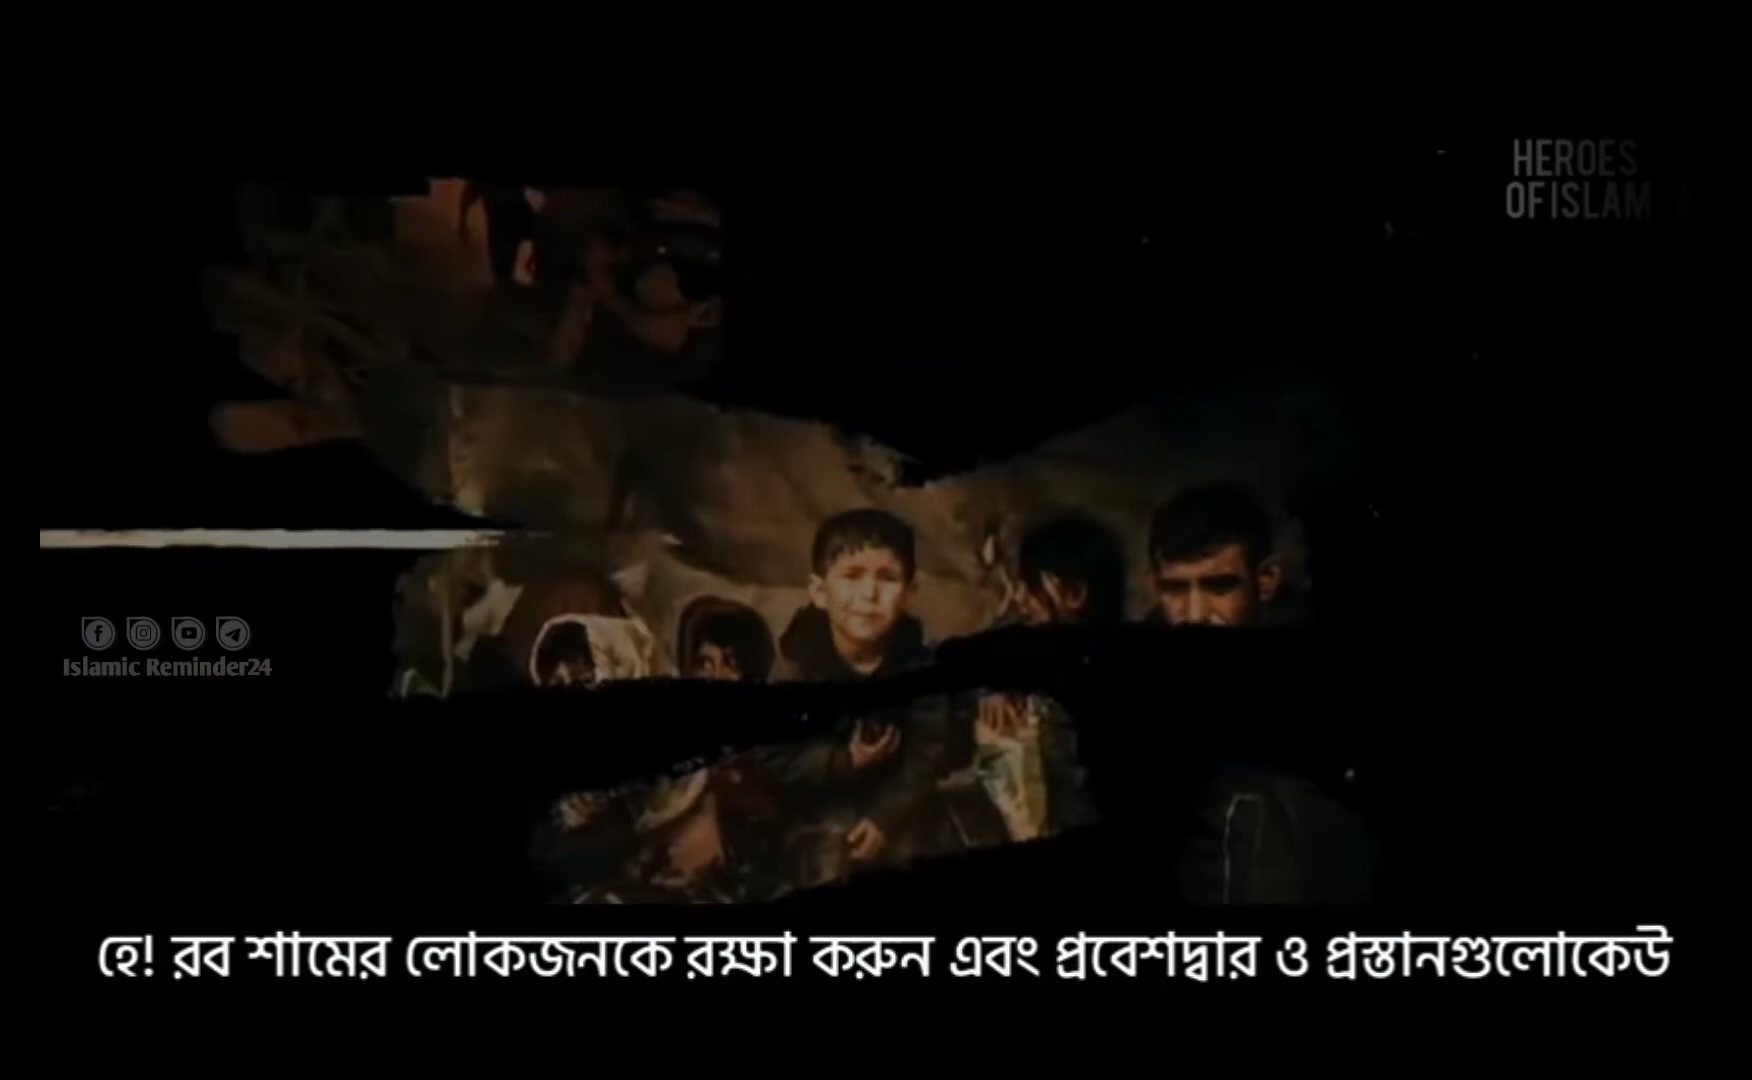 HEROES
OF ISLAM
Islamic Reminder24
হে! রব শামের লোকজনকে রক্ষা করুন এবং প্রবেশদ্বার ও প্রস্তানগুলোকেউ